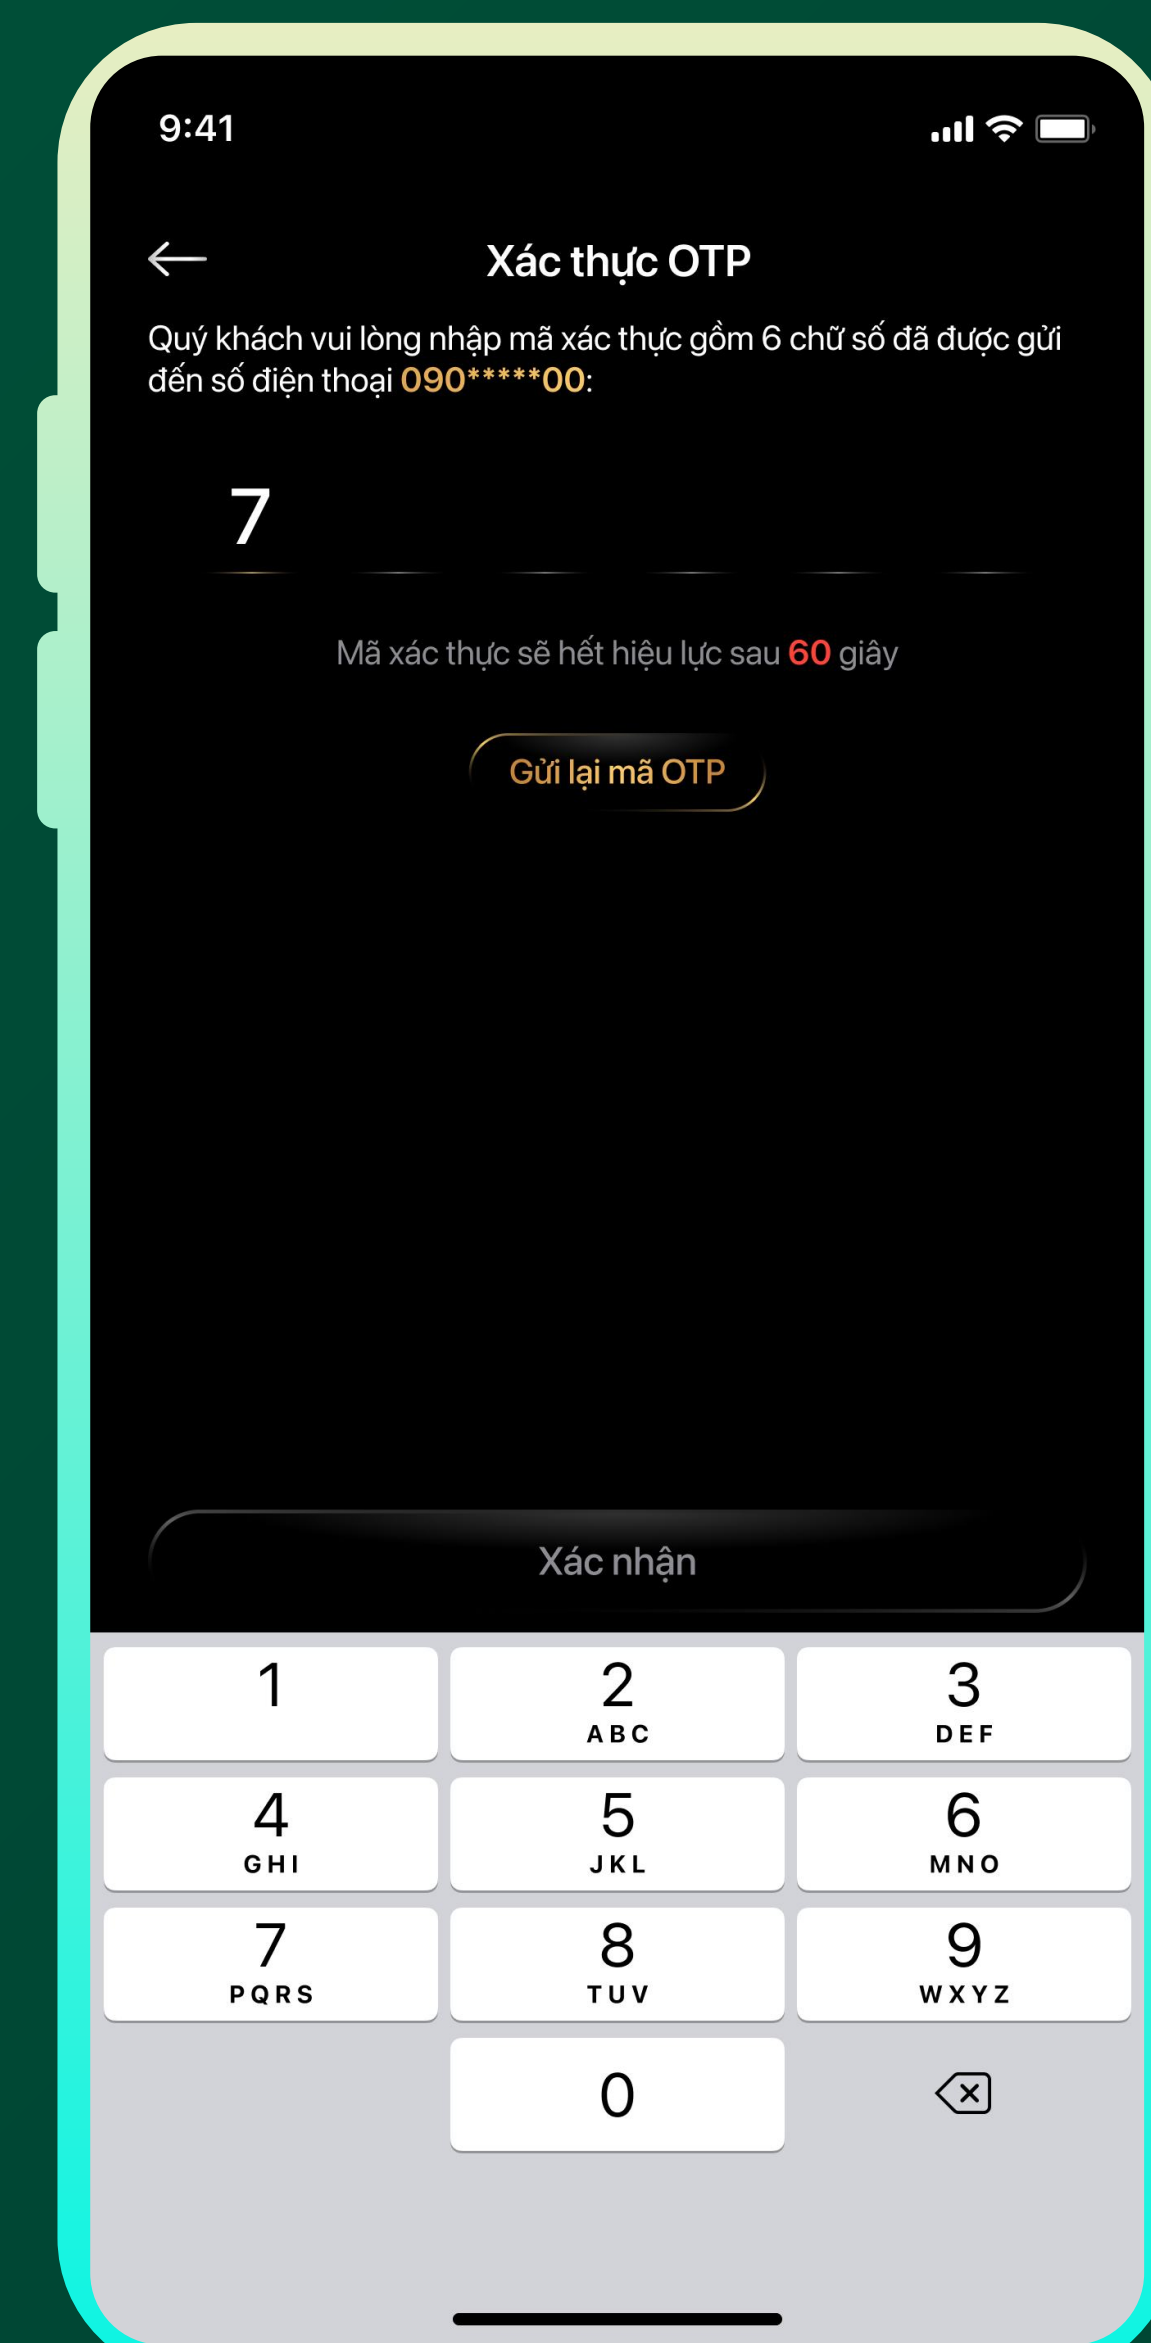 9:41
Xác thực OTP
Quý khách vui lòng nhập mã xác thực gồm 6 chữ số đã được gửi
đến số điện thoại 090*****00:
7
Mã xác thực sẽ hết hiệu lực sau 60 giây
Gửi lại mã OTP
Xác nhận
1 2 3
ABC DEF
4 5 6
GHI JKL MNO
7 8 9
PQRS TUV WXYZ
0